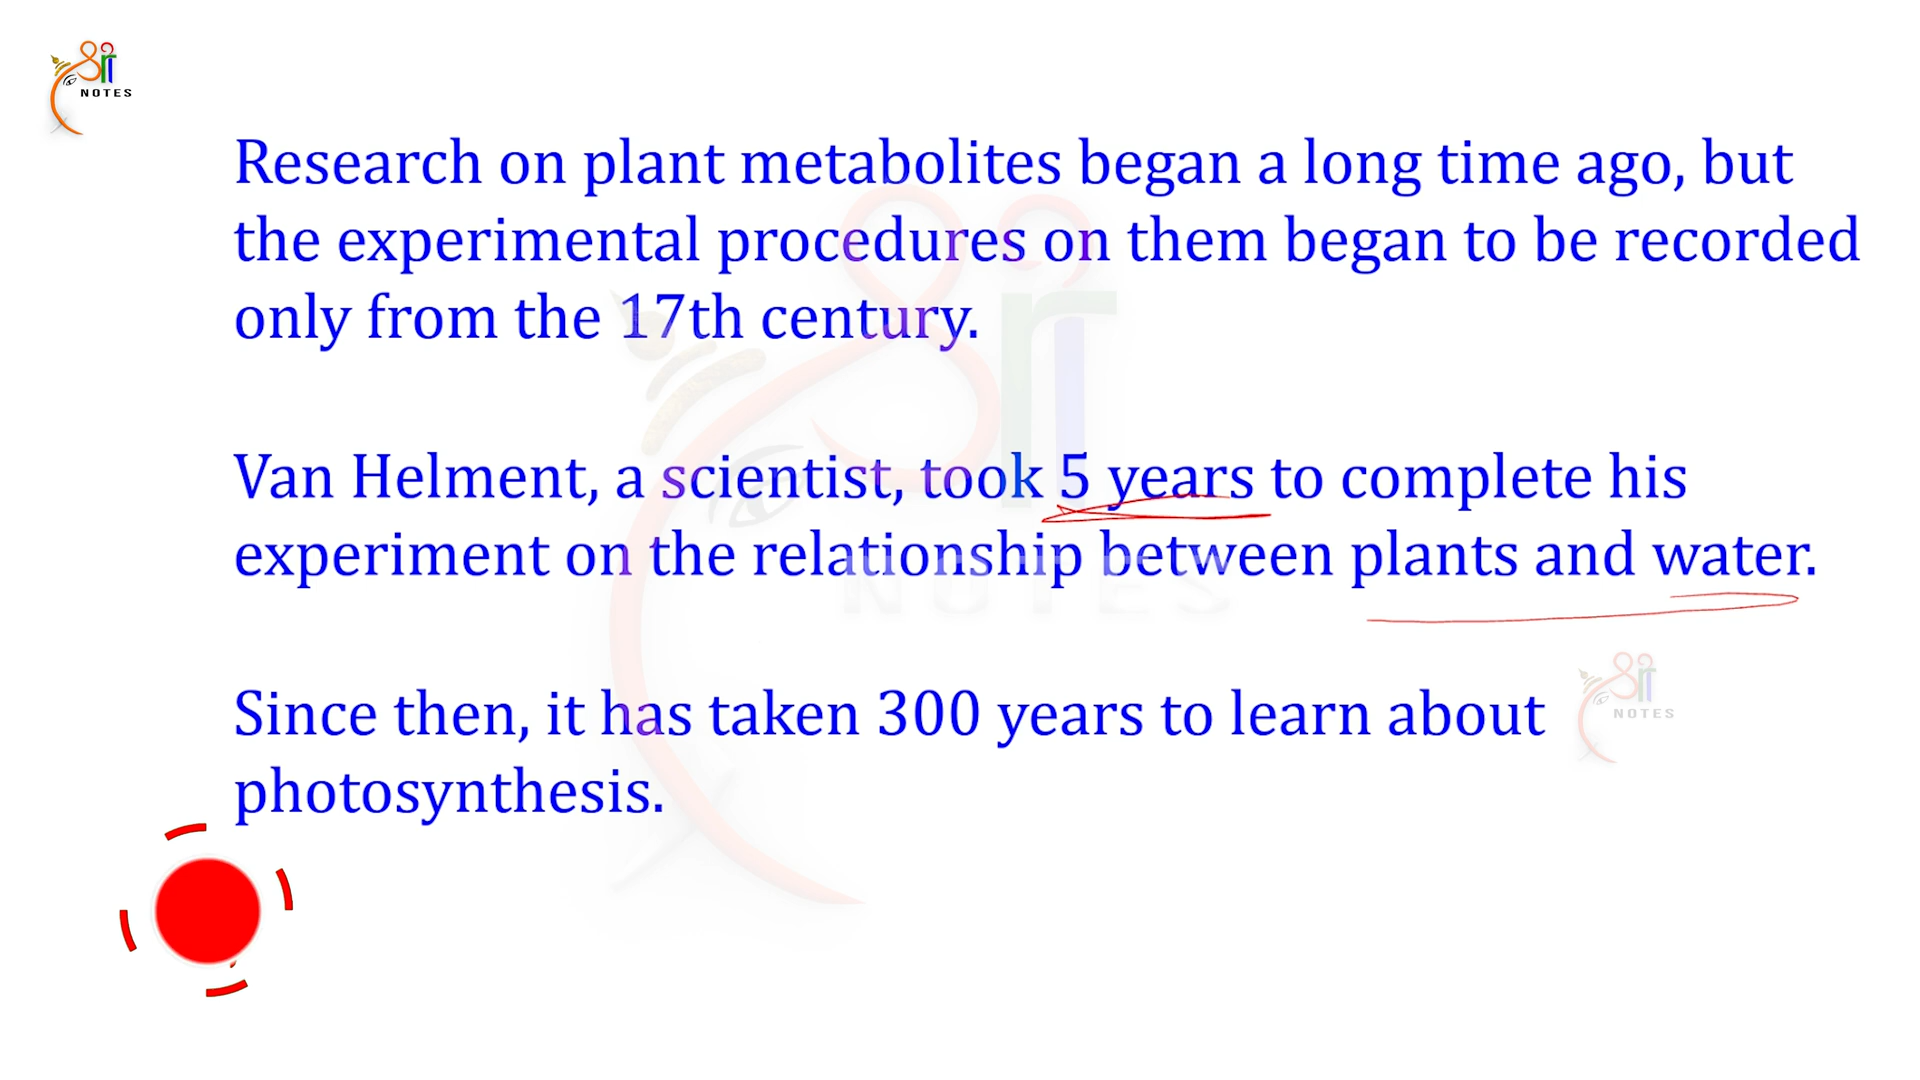 श्री
NOTES
Research on plant metabolites began a long time ago, but
the experimental procedures on them began to be recorded
only from the 17th century.
Van Helment, a scientist, took 5 years to complete his
experiment on the relationship between plants and water.
NOTES
Since then, it has taken 300 years to learn about
photosynthesis.
श्री
NOTES